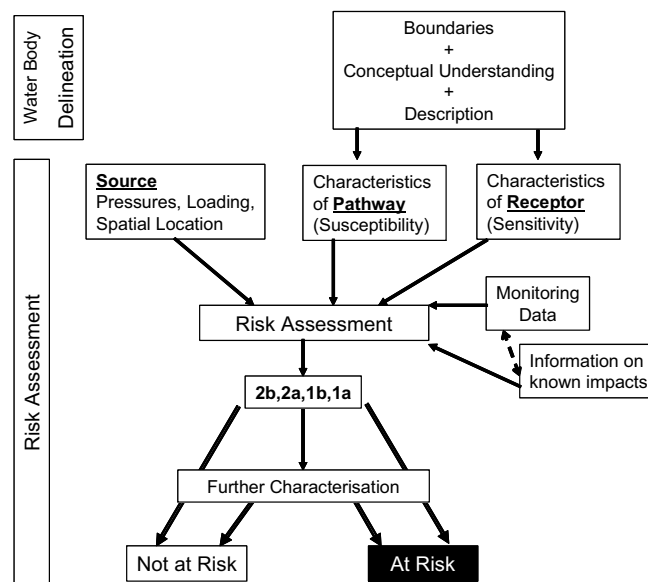 Water Body
Delineation
Boundaries
+
Conceptual Understanding
+
Description
Risk Assessment
Source
Pressures, Loading,
Spatial Location
Characteristics
of Pathway
(Susceptibility)
Characteristics
of Receptor
(Sensitivity)
Risk Assessment
Monitoring
Data
Information on
known impacts
2b,2a,1b,1a
Further Characterisation
Not at Risk
At Risk